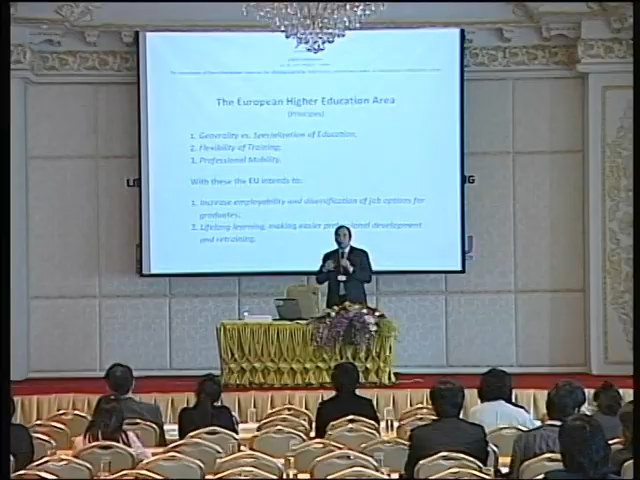 The European Higher Education Area
(Principles)
1. Generality vs. Specialisation of Education.
2. Flexibility of Training;
3. Professional Mobility.
With these the EU intends to:
1. Increase employability and diversification of job options for
graduates.
2. Lifelong learning, making easier development
and retraining.